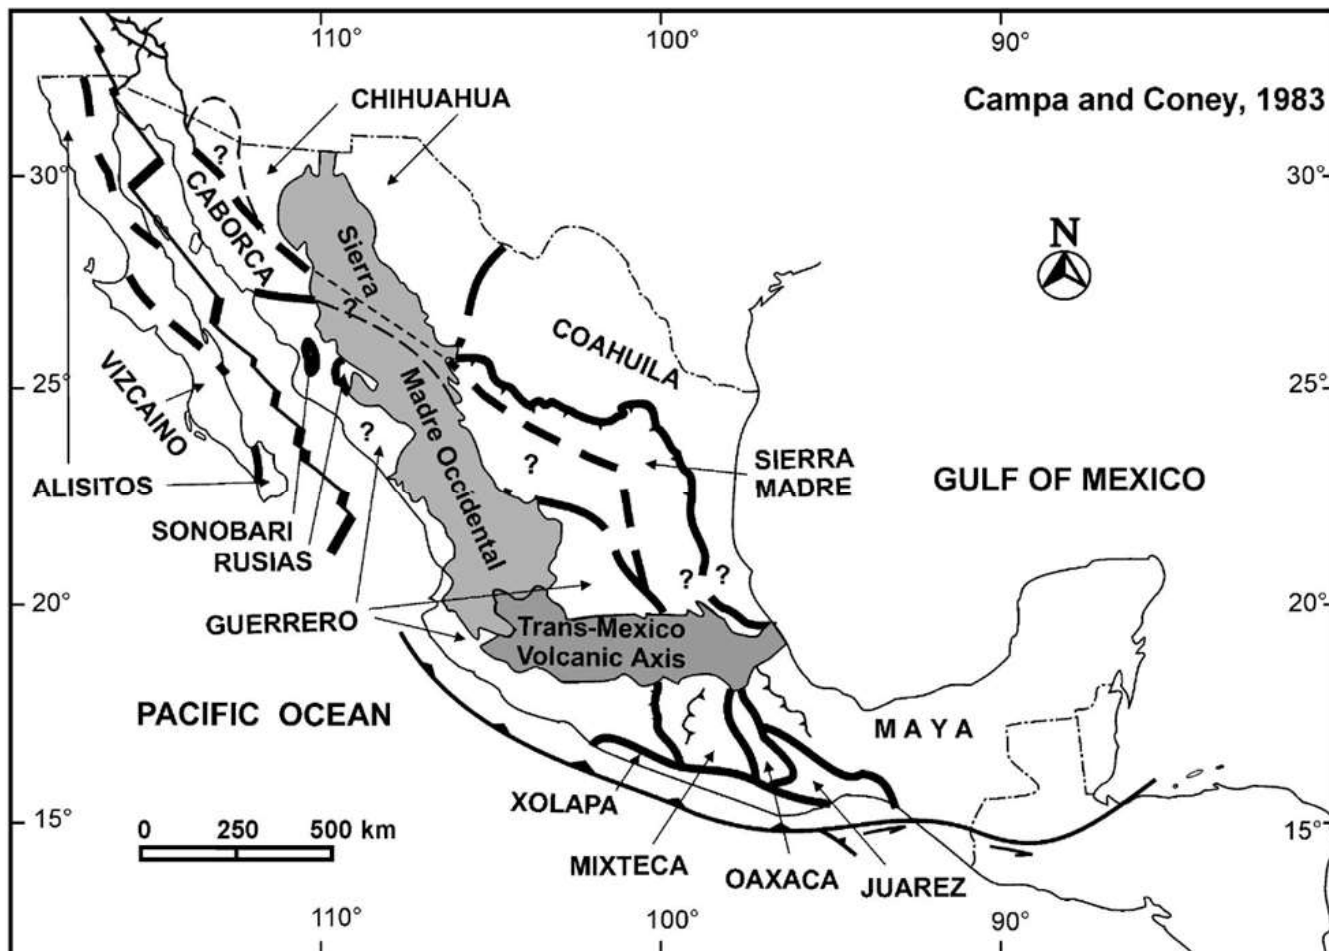 110°
100°
90°
CHIHUAHUA
Campa and Coney, 1983
?
30°
30°
CABORCA
N
Sierra
?
COAHUILA
25°
25°
VIZCAINO
Madre Occidental
?
?
SIERRA
MADRE
GULF OF MEXICO
ALISITOS
SONOBARI
RUSIAS
?
?
20°
20°
GUERRERO
Trans-Mexico
Volcanic Axis
PACIFIC OCEAN
MAYA
XOLAPA
15°
15°
0 250 500 km
MIXTECA
OAXACA
JUAREZ
110°
100°
90°